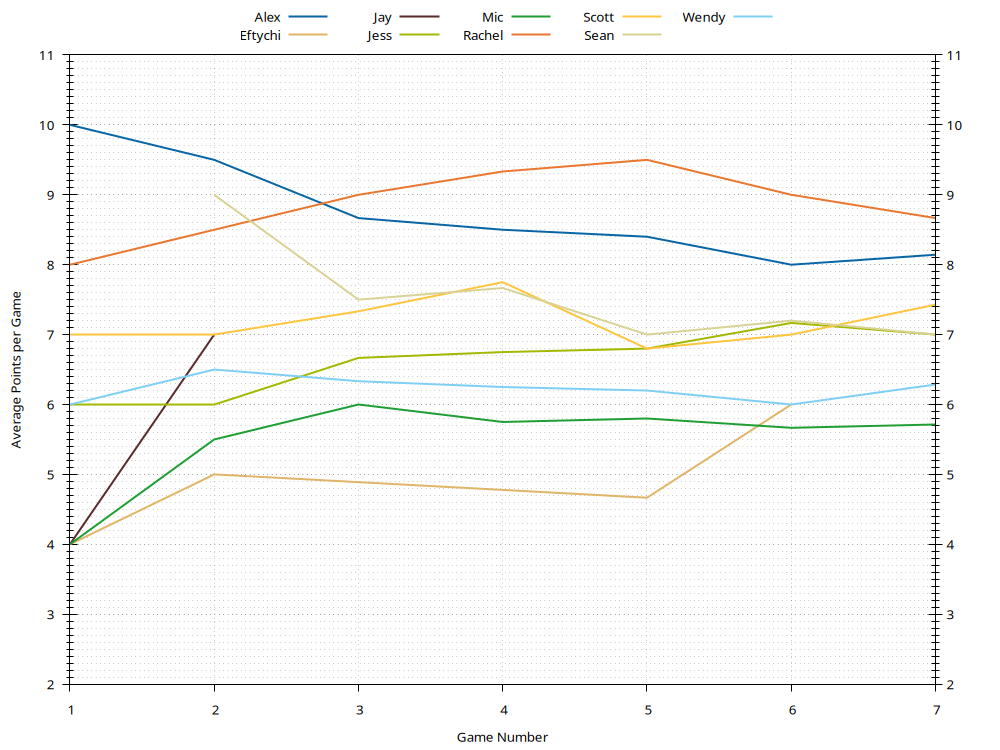 Alex Jay Mic Scott Wendy
Eftychi Jess Rachel Sean
11 11
10 10
9 9
8 8
7 7
6 6
5 5
4 4
3 3
2 2
Average Points per Game
1 2 3 4 5 6 7
Game Number